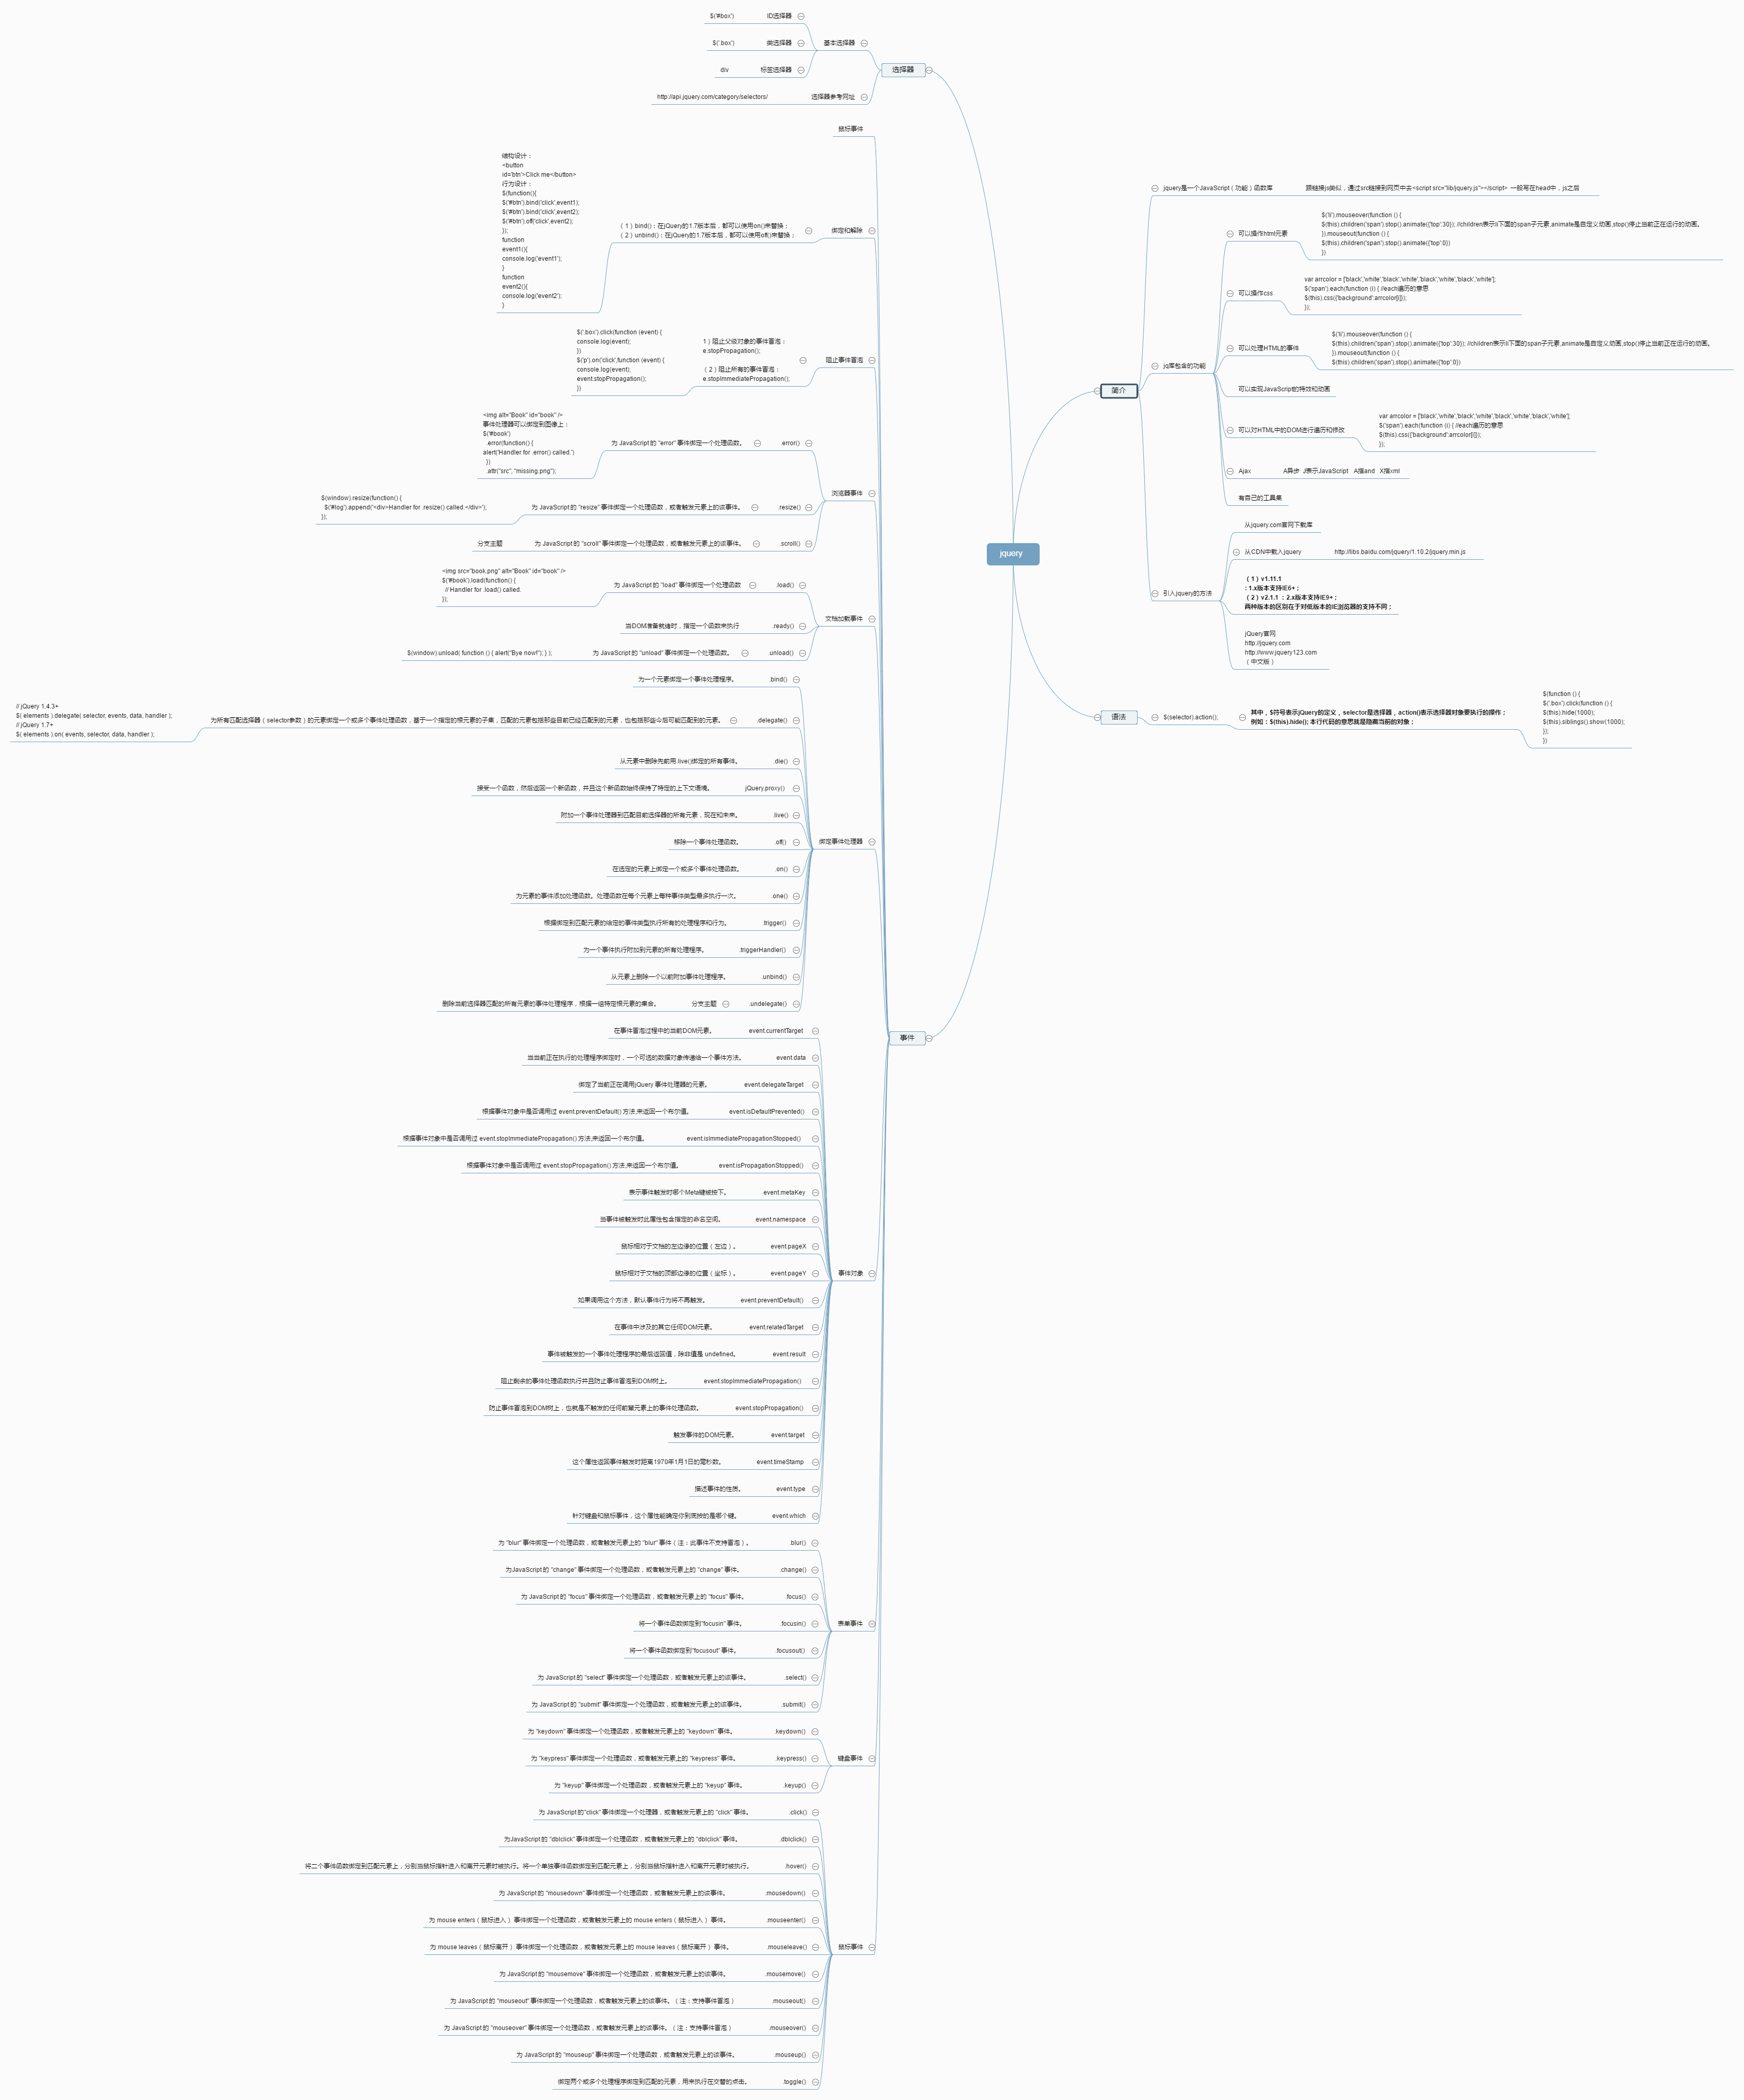 jquery
简介
jquery是一个JavaScript（功能）函数库
跟链接js类似，通过src链接到网页中去<script src="lib/jquery.js"></script>  一般写在head中，js之后
jq库包含的功能
可以操作html元素
$('li').mouseover(function () {
$(this).children('span').stop().animate({'top':30}); //children表示li下面的span子元素,animate是自定义动画,stop()停止当前正在运行的动画。
}).mouseout(function () {
$(this).children('span').stop().animate({'top':0})
})
可以操作css
var arrcolor = ['black','white','black','white','black','white','black','white'];
$('span').each(function (i) { //each遍历的意思
$(this).css({'background':arrcolor[i]});
});
可以处理HTML的事件
$('li').mouseover(function () {
$(this).children('span').stop().animate({'top':30}); //children表示li下面的span子元素,animate是自定义动画,stop()停止当前正在运行的动画。
}).mouseout(function () {
$(this).children('span').stop().animate({'top':0})
可以实现JavaScript的特效和动画
可以对HTML中的DOM进行遍历和修改
var arrcolor = ['black','white','black','white','black','white','black','white'];
$('span').each(function (i) { //each遍历的意思
$(this).css({'background':arrcolor[i]});
});
Ajax
A异步  J表示JavaScript   A指and   X指xml
有自己的工具集
引入jquery的方法
从jquery.com官网下载库
从CDN中载入jquery
http://libs.baidu.com/jquery/1.10.2/jquery.min.js
（1）v1.11.1
: 1.x版本支持IE6+；
（2）v2.1.1 ：2.x版本支持IE9+；
两种版本的区别在于对低版本的IE浏览器的支持不同；
jQuery官网
http://jquery.com
http://www.jquery123.com
（中文版）
语法
$(selector).action();
其中，$符号表示jQuery的定义，selector是选择器，action()表示选择器对象要执行的操作；
例如：$(this).hide(); 本行代码的意思就是隐藏当前的对象；
$(function () {
$('.box').click(function () {
$(this).hide(1000);
$(this).siblings().show(1000);
});
})
选择器
基本选择器
ID选择器
$('#box')
类选择器
$('.box')
标签选择器
div
选择器参考网址
http://api.jquery.com/category/selectors/
事件
鼠标事件
绑定和解除
（1）bind()：在jQuery的1.7版本后，都可以使用on()来替换；
（2）unbind()：在jQuery的1.7版本后，都可以使用off()来替换；
结构设计：
<button
id='btn'>Click me</button>
行为设计：
$(function(){
$('#btn').bind('click',event1);
$('#btn').bind('click',event2);
$('#btn').off('click',event2);
});
function
event1(){
console.log('event1');
}
function
event2(){
console.log('event2');
}
阻止事件冒泡
1）阻止父级对象的事件冒泡：
e.stopPropagation();
（2）阻止所有的事件冒泡：
e.stopImmediatePropagation();
$('.box').click(function (event) {
console.log(event);
})
$('p').on('click',function (event) {
console.log(event);
event.stopPropagation();
})
浏览器事件
.error()
为 JavaScript 的 "error" 事件绑定一个处理函数。
<img alt="Book" id="book" />
事件处理器可以绑定到图像上：
$('#book')
.error(function() {
alert('Handler for .error() called.')
})
.attr("src", "missing.png");
.resize()
为 JavaScript 的 "resize" 事件绑定一个处理函数，或者触发元素上的该事件。
$(window).resize(function() {
$('#log').append('<div>Handler for .resize() called.</div>');
});
.scroll()
为 JavaScript 的 "scroll" 事件绑定一个处理函数，或者触发元素上的该事件。
分支主题
文档加载事件
.load()
为 JavaScript 的 "load" 事件绑定一个处理函数
<img src="book.png" alt="Book" id="book" />
$('#book').load(function() {
// Handler for .load() called.
});
.ready()
当DOM准备就绪时，指定一个函数来执行
.unload()
为 JavaScript 的 "unload" 事件绑定一个处理函数。
$(window).unload( function () { alert("Bye now!"); } );
绑定事件处理器
.bind()
为一个元素绑定一个事件处理程序。
.delegate()
为所有匹配选择器（selector参数）的元素绑定一个或多个事件处理函数，基于一个指定的根元素的子集，匹配的元素包括那些目前已经匹配到的元素，也包括那些今后可能匹配到的元素。
// jQuery 1.4.3+
$( elements ).delegate( selector, events, data, handler );
// jQuery 1.7+
$( elements ).on( events, selector, data, handler );
.die()
从元素中删除先前用.live()绑定的所有事件。
jQuery.proxy()
接受一个函数，然后返回一个新函数，并且这个新函数始终保持了特定的上下文语境。
.live()
附加一个事件处理器到匹配目前选择器的所有元素，现在和未来。
.off()
移除一个事件处理函数。
.on()
在选定的元素上绑定一个或多个事件处理函数。
.one()
为元素的事件添加处理函数。处理函数在每个元素上每种事件类型最多执行一次。
.trigger()
根据绑定到匹配元素的给定的事件类型执行所有的处理程序和行为。
.triggerHandler()
为一个事件执行附加到元素的所有处理程序。
.unbind()
从元素上删除一个以前附加事件处理程序。
.undelegate()
分支主题
删除当前选择器匹配的所有元素的事件处理程序，根据一组特定根元素的集合。
事件对象
event.currentTarget
在事件冒泡过程中的当前DOM元素。
event.data
当当前正在执行的处理程序绑定时，一个可选的数据对象传递给一个事件方法。
event.delegateTarget
绑定了当前正在调用jQuery 事件处理器的元素。
event.isDefaultPrevented()
根据事件对象中是否调用过 event.preventDefault() 方法,来返回一个布尔值。
event.isImmediatePropagationStopped()
根据事件对象中是否调用过 event.stopImmediatePropagation() 方法,来返回一个布尔值。
event.isPropagationStopped()
根据事件对象中是否调用过 event.stopPropagation() 方法,来返回一个布尔值。
event.metaKey
表示事件触发时哪个Meta键被按下。
event.namespace
当事件被触发时此属性包含指定的命名空间。
event.pageX
鼠标相对于文档的左边缘的位置（左边）。
event.pageY
鼠标相对于文档的顶部边缘的位置（坐标）。
event.preventDefault()
如果调用这个方法，默认事件行为将不再触发。
event.relatedTarget
在事件中涉及的其它任何DOM元素。
event.result
事件被触发的一个事件处理程序的最后返回值，除非值是 undefined。
event.stopImmediatePropagation()
阻止剩余的事件处理函数执行并且防止事件冒泡到DOM树上。
event.stopPropagation()
防止事件冒泡到DOM树上，也就是不触发的任何前辈元素上的事件处理函数。
event.target
触发事件的DOM元素。
event.timeStamp
这个属性返回事件触发时距离1970年1月1日的毫秒数。
event.type
描述事件的性质。
event.which
针对键盘和鼠标事件，这个属性能确定你到底按的是哪个键。
表单事件
.blur()
为 "blur" 事件绑定一个处理函数，或者触发元素上的 "blur" 事件（注：此事件不支持冒泡）。
.change()
为JavaScript 的 "change" 事件绑定一个处理函数，或者触发元素上的 "change" 事件。
.focus()
为 JavaScript 的 "focus" 事件绑定一个处理函数，或者触发元素上的 "focus" 事件。
.focusin()
将一个事件函数绑定到"focusin" 事件。
.focusout()
将一个事件函数绑定到"focusout" 事件。
.select()
为 JavaScript 的 "select" 事件绑定一个处理函数，或者触发元素上的该事件。
.submit()
为 JavaScript 的 "submit" 事件绑定一个处理函数，或者触发元素上的该事件。
键盘事件
.keydown()
为 "keydown" 事件绑定一个处理函数，或者触发元素上的 "keydown" 事件。
.keypress()
为 "keypress" 事件绑定一个处理函数，或者触发元素上的 "keypress" 事件。
.keyup()
为 "keyup" 事件绑定一个处理函数，或者触发元素上的 "keyup" 事件。
鼠标事件
.click()
为 JavaScript 的"click" 事件绑定一个处理器，或者触发元素上的 "click" 事件。
.dblclick()
为JavaScript 的 "dblclick" 事件绑定一个处理函数，或者触发元素上的 "dblclick" 事件。
.hover()
将二个事件函数绑定到匹配元素上，分别当鼠标指针进入和离开元素时被执行。将一个单独事件函数绑定到匹配元素上，分别当鼠标指针进入和离开元素时被执行。
.mousedown()
为 JavaScript 的 "mousedown" 事件绑定一个处理函数，或者触发元素上的该事件。
.mouseenter()
为 mouse enters（鼠标进入） 事件绑定一个处理函数，或者触发元素上的 mouse enters（鼠标进入） 事件。
.mouseleave()
为 mouse leaves（鼠标离开） 事件绑定一个处理函数，或者触发元素上的 mouse leaves（鼠标离开） 事件。
.mousemove()
为 JavaScript 的 "mousemove" 事件绑定一个处理函数，或者触发元素上的该事件。
.mouseout()
为 JavaScript 的 "mouseout" 事件绑定一个处理函数，或者触发元素上的该事件。（注：支持事件冒泡）
.mouseover()
为 JavaScript 的 "mouseover" 事件绑定一个处理函数，或者触发元素上的该事件。（注：支持事件冒泡）
.mouseup()
为 JavaScript 的 "mouseup" 事件绑定一个处理函数，或者触发元素上的该事件。
.toggle()
绑定两个或多个处理程序绑定到匹配的元素，用来执行在交替的点击。